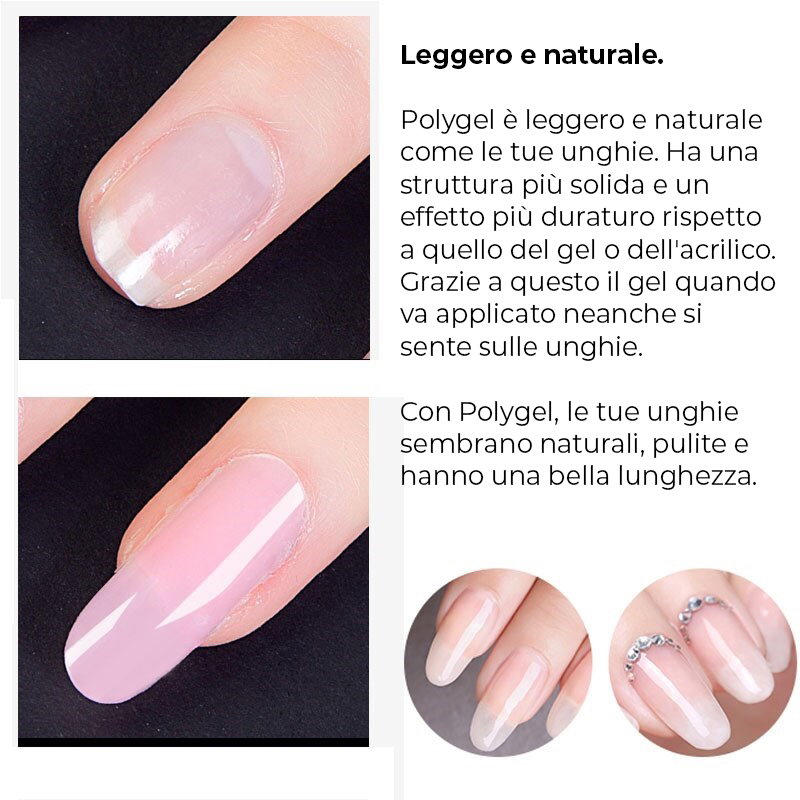 Leggero e naturale.
Polygel è leggero e naturale
come le tue unghie. Ha una
struttura più solida e un
effetto più duraturo rispetto
a quello del gel o dell'acrilico.
Grazie a questo il gel quando
va applicato neanche si
sente sulle unghie.
Con Polygel, le tue unghie
sembrano naturali, pulite e
hanno una bella lunghezza.